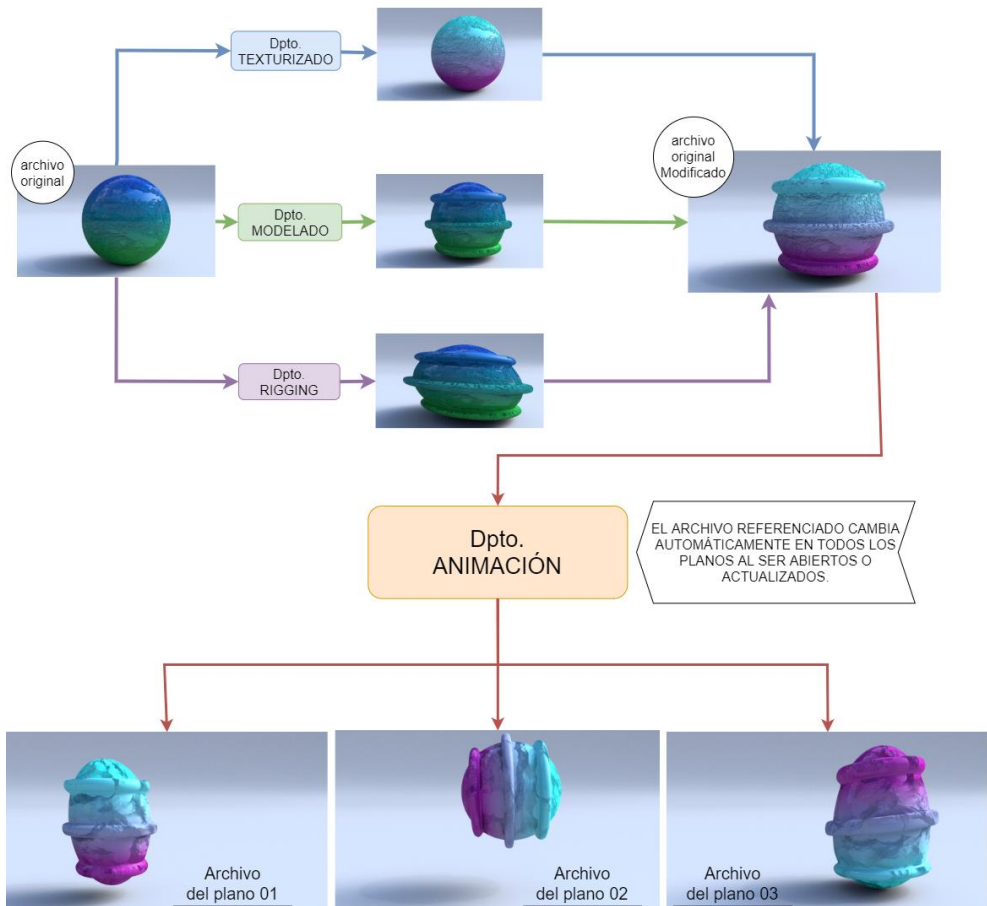 Dpto.
TEXTURIZADO
archivo
original
archivo
original
Modificado
Dpto.
MODELADO
Dpto.
RIGGING
Dpto.
ANIMACIÓN
EL ARCHIVO REFERENCIADO CAMBIA
AUTOMÁTICAMENTE EN TODOS LOS
PLANOS AL SER ABIERTOS O
ACTUALIZADOS.
Archivo
del plano 01
Archivo
del plano 02
Archivo
del plano 03